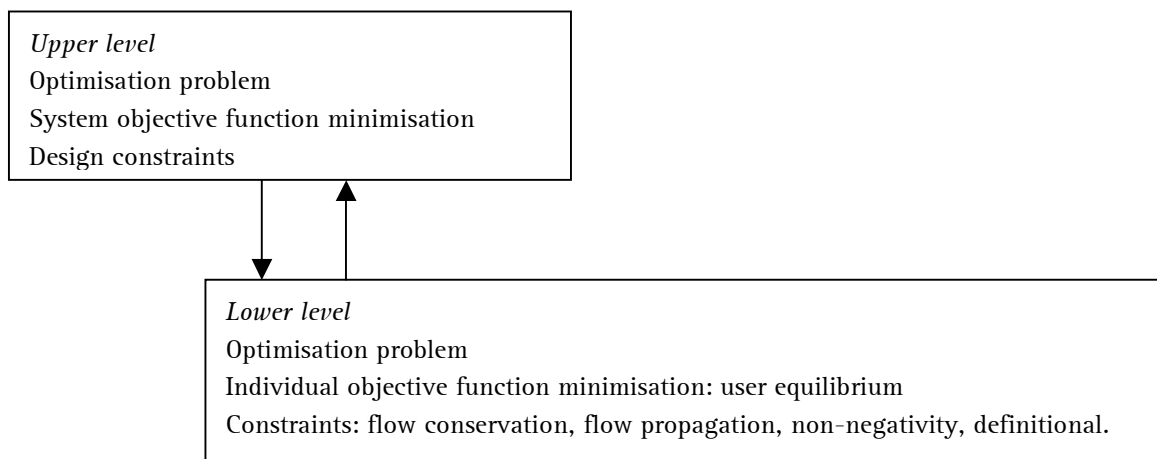 Upper level
Optimisation problem
System objective function minimisation
Design constraints
Lower level
Optimisation problem
Individual objective function minimisation: user equilibrium
Constraints: flow conservation, flow propagation, non-negativity, definitional.